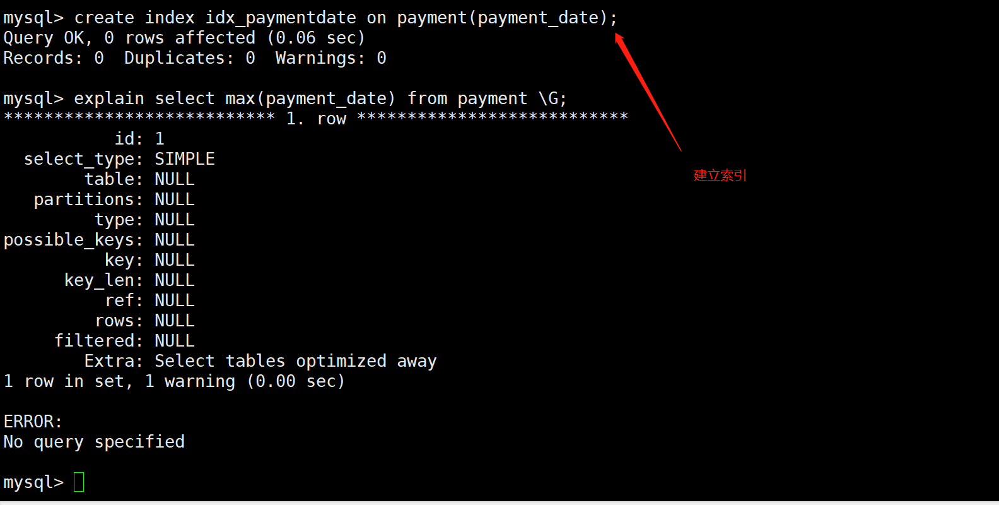 mysql> create index idx_paymentdate on payment(payment_date);
Query OK, 0 rows affected (0.06 sec)
Records: 0  Duplicates: 0  Warnings: 0
mysql> explain select max(payment_date) from payment \G;
*************************** 1. row ***************************
           id: 1
  select_type: SIMPLE
建立索引
        table: NULL
   partitions: NULL
         type: NULL
possible_keys: NULL
          key: NULL
      key_len: NULL
          ref: NULL
         rows: NULL
     filtered: NULL
        Extra: Select tables optimized away
1 row in set, 1 warning (0.00 sec)
ERROR:
No query specified
mysql>